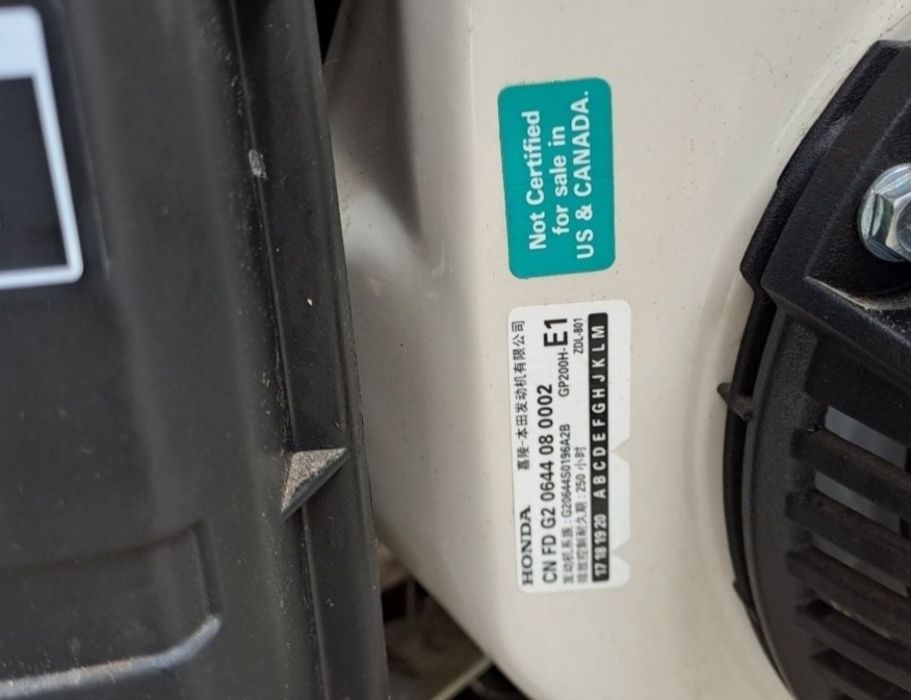 Not Certified
for sale in
US & CANADA.
HONDA 嘉陵-本田发动机有限公司
CN FD G2 0644 08 0002
发动机系族:G20644S0196A2B GP200H-E1
排放控制耐久期:250 小时 ZDL-801
17 18 19 20 A B C D E F G H J K L M